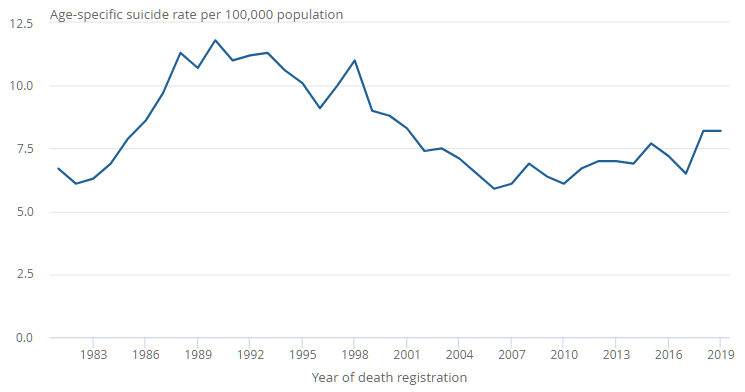 Age-specific suicide rate per 100,000 population
12.5
10.0
7.5
5.0
2.5
0.0
1983 1986 1989 1992 1995 1998 2001 2004 2007 2010 2013 2016 2019
Year of death registration